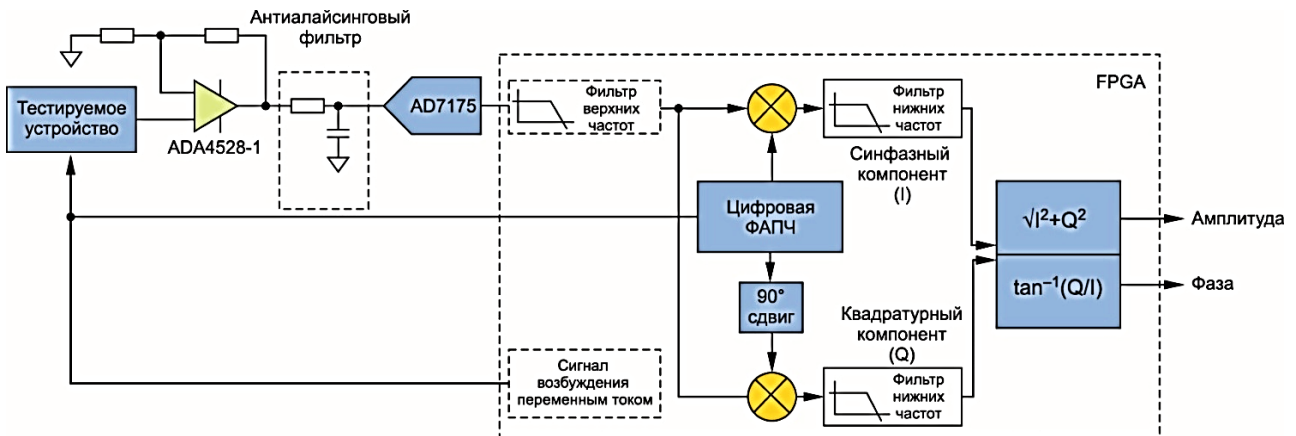 Антиалайсинговый
фильтр
FPGA
Тестируемое
устройство
ADA4528-1
AD7175
Фильтр
верхних
частот
Фильтр
нижних
частот
Синфазный
компонент
(I)
Цифровая
ФАПЧ
√I²+Q²
Амплитуда
tan⁻¹(Q/I)
Фаза
90°
сдвиг
Квадратурный
компонент
(Q)
Сигнал
возбуждения
переменным током
Фильтр
нижних
частот